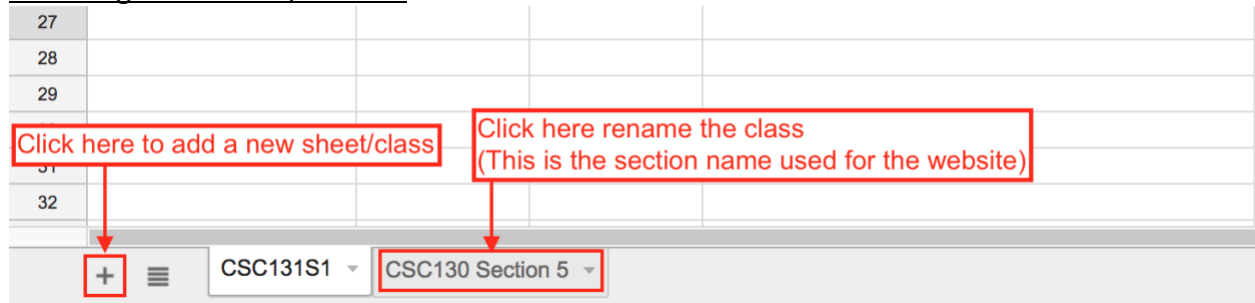 27
28
29
Click here to add a new sheet/class
Click here rename the class
(This is the section name used for the website)
31
32
+
CSC131S1
CSC130 Section 5